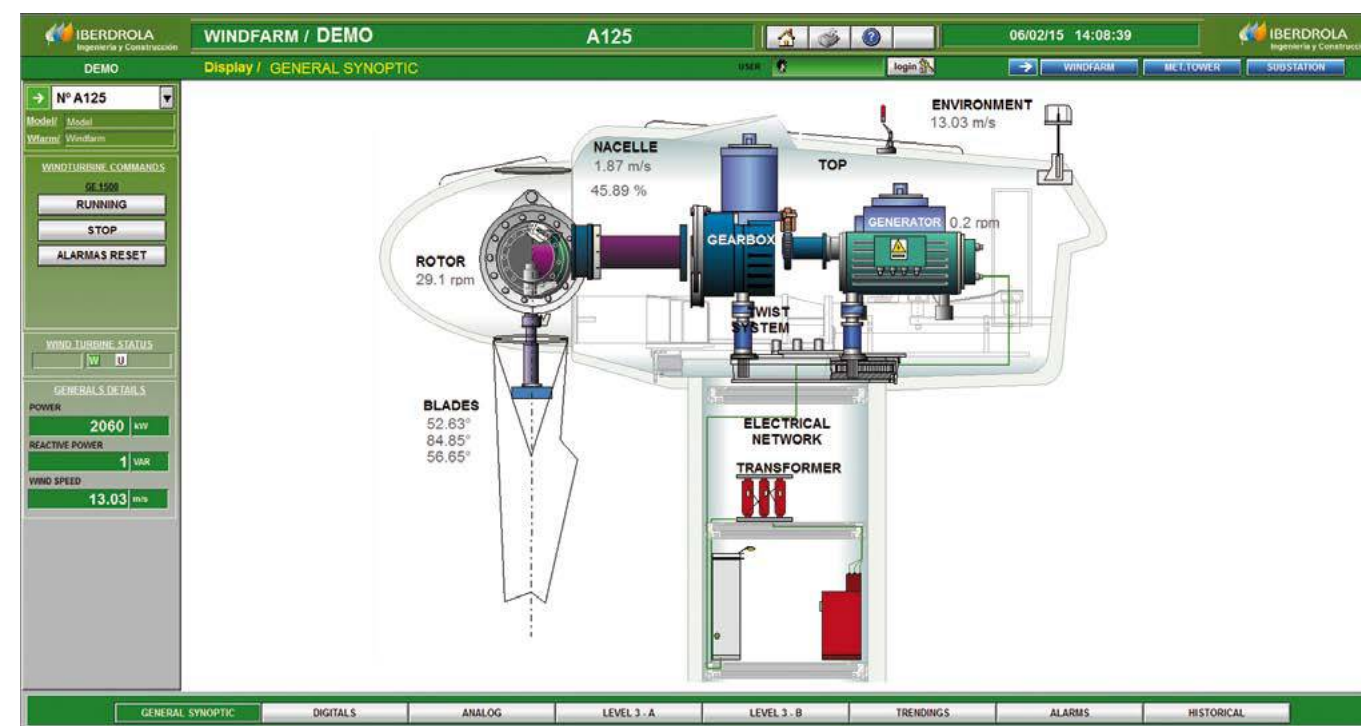 IBERDROLA
Ingeniería y Construcción
WINDFARM / DEMO
A125
06/02/15 14:08:39
IBERDROLA
Ingeniería y Construcci
DEMO
Display / GENERAL SYNOPTIC
USER
login
WINDFARM
MET.TOWER
SUBSTATION
Nº A125
Model/ Model
Wfarm/ Windfarm
WINDTURBINE COMMANDS
GE 1500
RUNNING
STOP
ALARMAS RESET
WIND TURBINE STATUS
W U
GENERALS DETAILS
POWER
2060 kW
REACTIVE POWER
1 VAR
WIND SPEED
13.03 m/s
ENVIRONMENT
13.03 m/s
NACELLE
1.87 m/s
45.89 %
TOP
GENERATOR 0.2 rpm
GEARBOX
ROTOR
29.1 rpm
TWIST
SYSTEM
BLADES
52.63°
84.85°
56.65°
ELECTRICAL
NETWORK
TRANSFORMER
GENERAL SYNOPTIC
DIGITALS
ANALOG
LEVEL 3 - A
LEVEL 3 - B
TRENDINGS
ALARMS
HISTORICAL